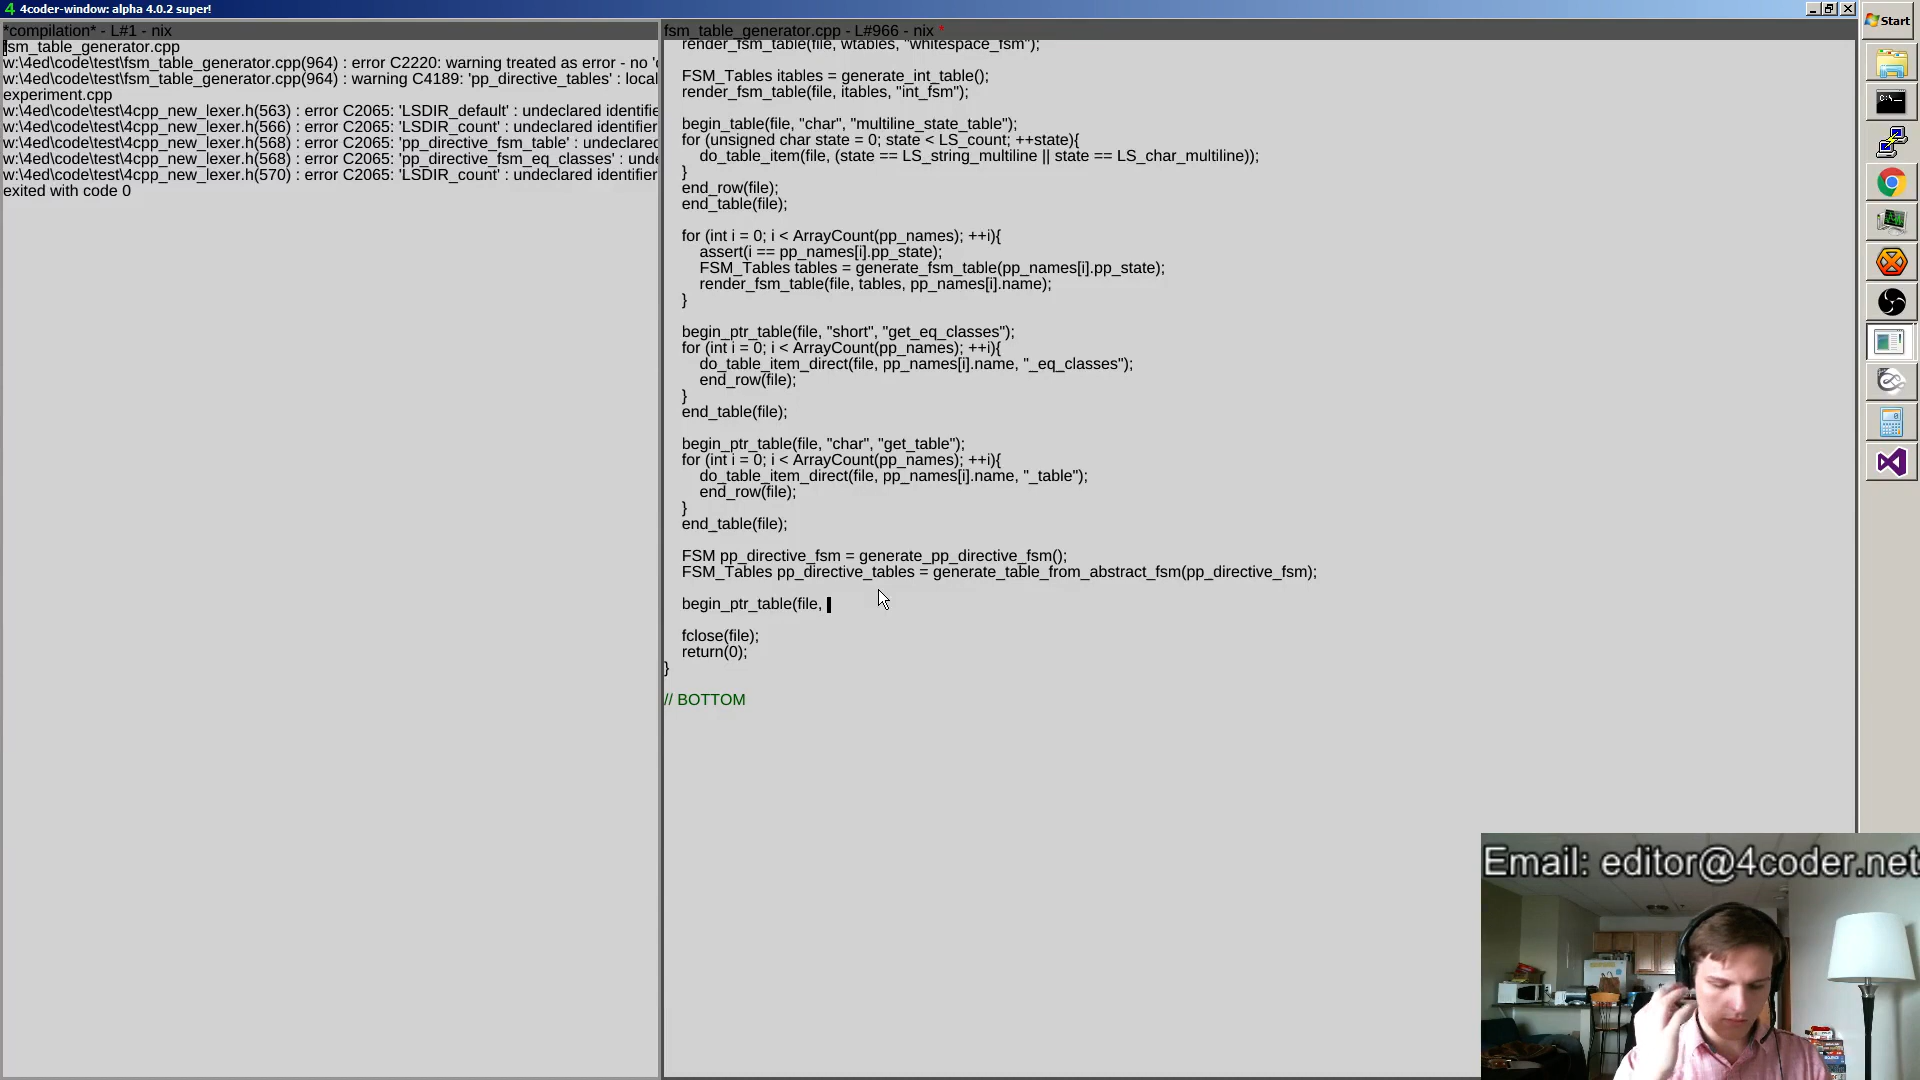 4coder-window: alpha 4.0.2 super!
Start
*compilation* - L#1 - nix
fsm_table_generator.cpp
w:\4ed\code\test\fsm_table_generator.cpp(964) : error C2220: warning treated as error - no 'o
w:\4ed\code\test\fsm_table_generator.cpp(964) : warning C4189: 'pp_directive_tables' : local
experiment.cpp
w:\4ed\code\test\4cpp_new_lexer.h(563) : error C2065: 'LSDIR_default' : undeclared identifie
w:\4ed\code\test\4cpp_new_lexer.h(566) : error C2065: 'LSDIR_count' : undeclared identifier
w:\4ed\code\test\4cpp_new_lexer.h(568) : error C2065: 'pp_directive_fsm_table' : undeclared
w:\4ed\code\test\4cpp_new_lexer.h(568) : error C2065: 'pp_directive_fsm_eq_classes' : unde
w:\4ed\code\test\4cpp_new_lexer.h(570) : error C2065: 'LSDIR_count' : undeclared identifier
exited with code 0
fsm_table_generator.cpp - L#966 - nix *
render_fsm_table(file, wtables, "whitespace_fsm");
FSM_Tables itables = generate_int_table();
render_fsm_table(file, itables, "int_fsm");
begin_table(file, "char", "multiline_state_table");
for (unsigned char state = 0; state < LS_count; ++state){
do_table_item(file, (state == LS_string_multiline || state == LS_char_multiline));
}
end_row(file);
end_table(file);
for (int i = 0; i < ArrayCount(pp_names); ++i){
assert(i == pp_names[i].pp_state);
FSM_Tables tables = generate_fsm_table(pp_names[i].pp_state);
render_fsm_table(file, tables, pp_names[i].name);
}
begin_ptr_table(file, "short", "get_eq_classes");
for (int i = 0; i < ArrayCount(pp_names); ++i){
do_table_item_direct(file, pp_names[i].name, "_eq_classes");
end_row(file);
}
end_table(file);
begin_ptr_table(file, "char", "get_table");
for (int i = 0; i < ArrayCount(pp_names); ++i){
do_table_item_direct(file, pp_names[i].name, "_table");
end_row(file);
}
end_table(file);
FSM pp_directive_fsm = generate_pp_directive_fsm();
FSM_Tables pp_directive_tables = generate_table_from_abstract_fsm(pp_directive_fsm);
begin_ptr_table(file,
fclose(file);
return(0);
}
// BOTTOM
Email: editor@4coder.net